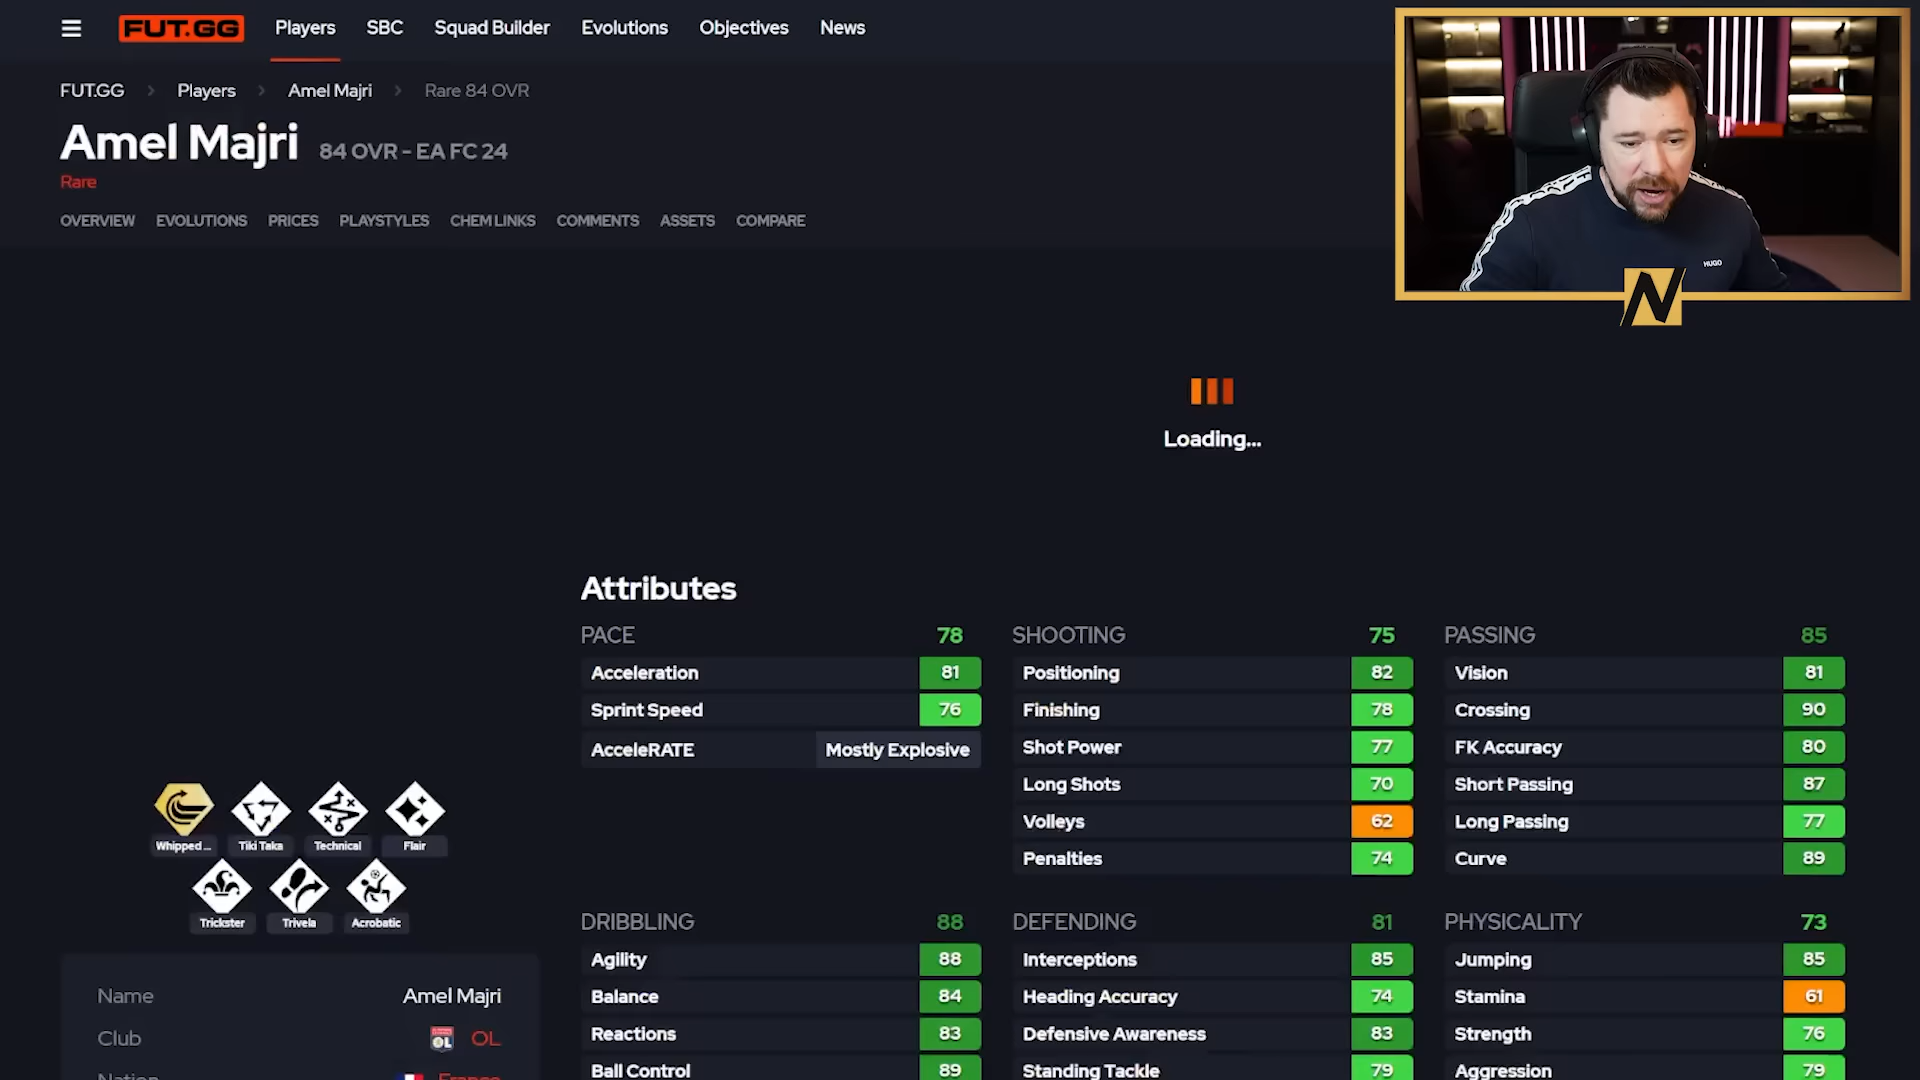 FUT.GG
Players
SBC
Squad Builder
Evolutions
Objectives
News
FUT.GG > Players > Amel Majri > Rare 84 OVR
Amel Majri 84 OVR - EA FC 24
Rare
OVERVIEW
EVOLUTIONS
PRICES
PLAYSTYLES
CHEM LINKS
COMMENTS
ASSETS
COMPARE
HUGO
N
Loading...
Whipped ...
Tiki Taka
Technical
Flair
Trickster
Trivela
Acrobatic
Name Amel Majri
Club OL
Nation France
Attributes
PACE 78
Acceleration 81
Sprint Speed 76
AcceleRATE Mostly Explosive
SHOOTING 75
Positioning 82
Finishing 78
Shot Power 77
Long Shots 70
Volleys 62
Penalties 74
PASSING 85
Vision 81
Crossing 90
FK Accuracy 80
Short Passing 87
Long Passing 77
Curve 89
DRIBBLING 88
Agility 88
Balance 84
Reactions 83
Ball Control 89
DEFENDING 81
Interceptions 85
Heading Accuracy 74
Defensive Awareness 83
Standing Tackle 79
PHYSICALITY 73
Jumping 85
Stamina 61
Strength 76
Aggression 79